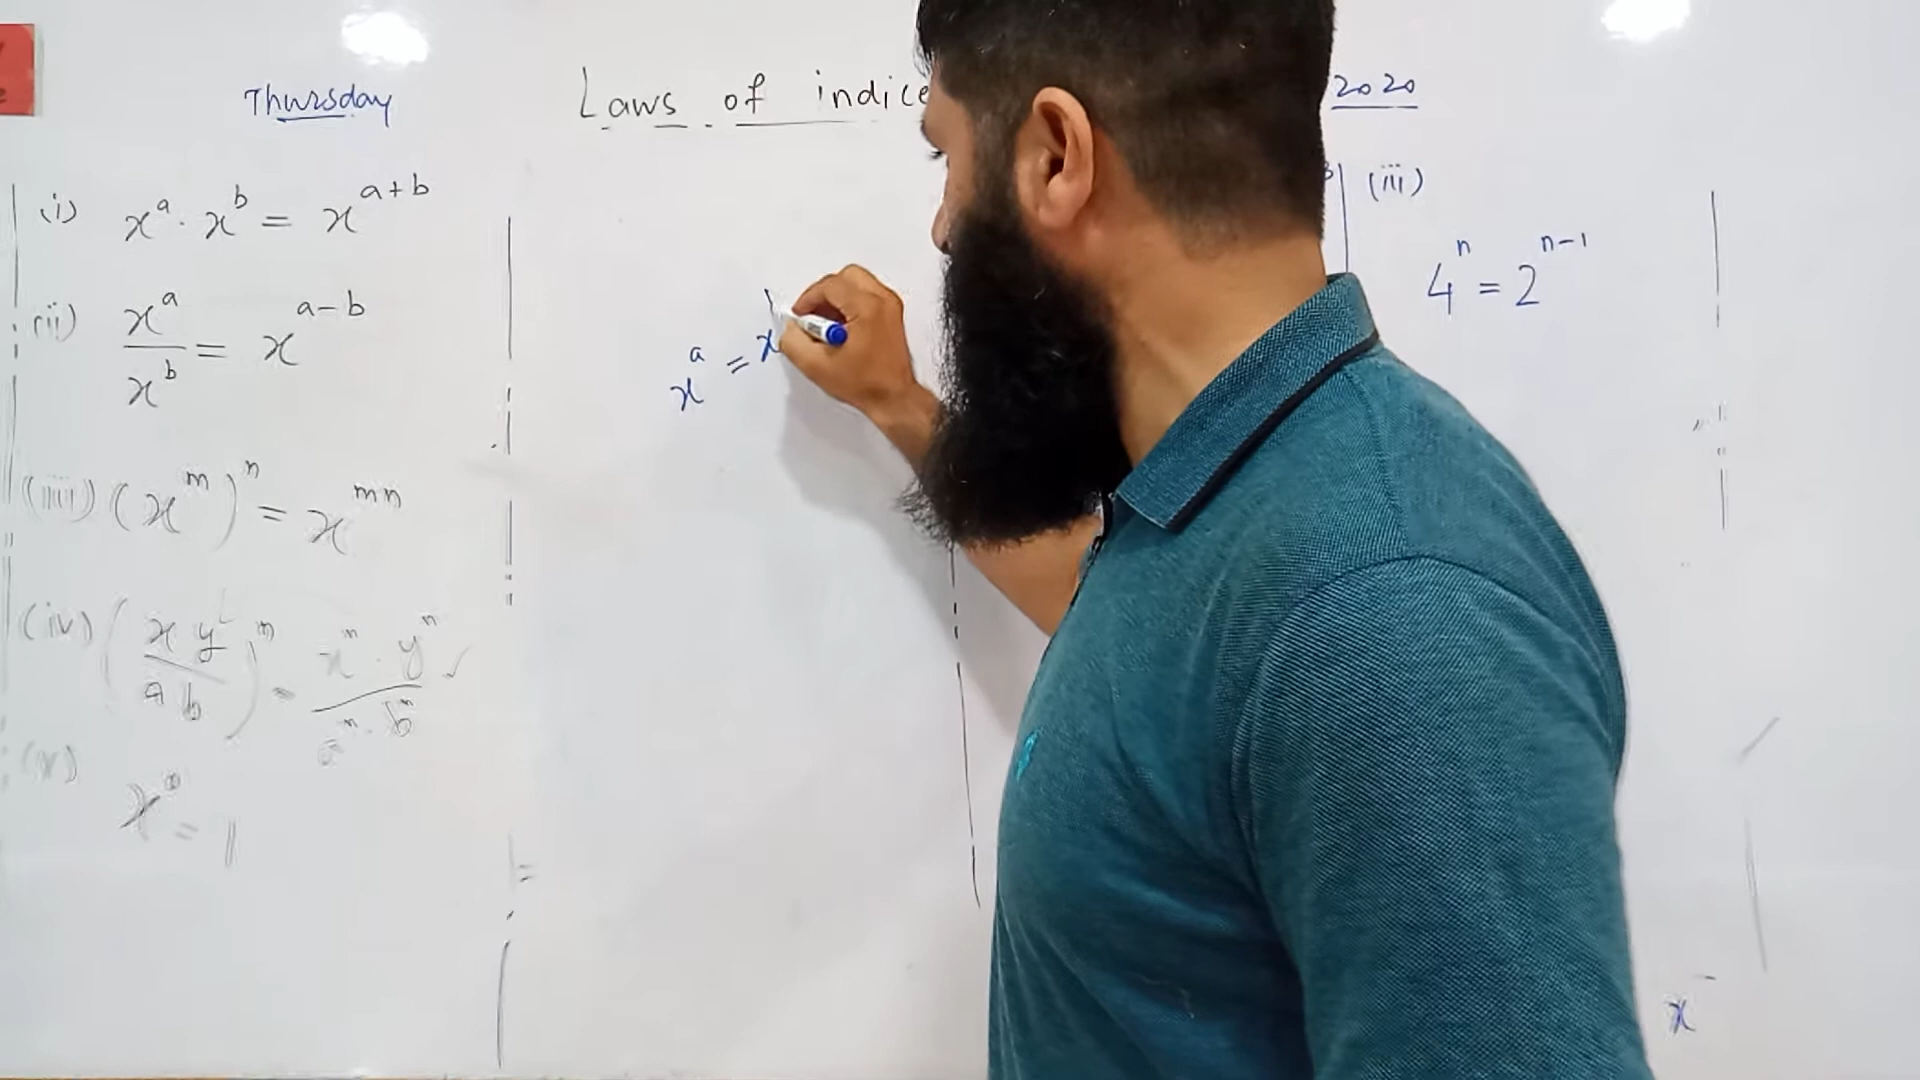 Thursday
Laws of indice
2020
(i) xᵃ · xᵇ = xᵃ⁺ᵇ
(ii) xᵃ / xᵇ = xᵃ⁻ᵇ
(iii) (xᵐ)ⁿ = xᵐⁿ
(iv) (x y / a b)ⁿ = xⁿ · yⁿ / aⁿ · bⁿ ✓
(v) x⁰ = 1
xᵃ = x
(iii)
4ⁿ = 2ⁿ⁻¹
x⁻